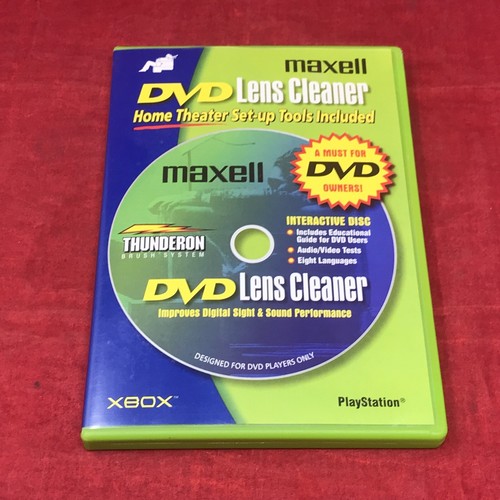 maxell
DVD Lens Cleaner
Home Theater Set-up Tools Included
A MUST FOR
DVD
OWNERS!
maxell
THUNDERON
BRUSH SYSTEM
INTERACTIVE DISC
• Includes Educational
Guide for DVD Users
• Audio/Video Tests
• Eight Languages
DVD Lens Cleaner
Improves Digital Sight & Sound Performance
DESIGNED FOR DVD PLAYERS ONLY
XBOX™
PlayStation®